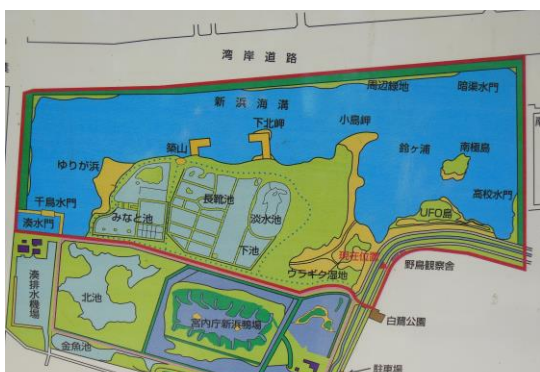 湾岸道路
周辺緑地
暗渠水門
新浜海溝
下北岬
小島岬
築山
鈴ヶ浦
南極島
ゆりが浜
高校水門
千鳥水門
長靴池
淡水池
みなと池
UFO島
湊水門
下池
現在位置
野鳥観察舎
ウラギク湿地
湊排水機場
北池
宮内庁新浜鴨場
白鷺公園
金魚池
駐車場